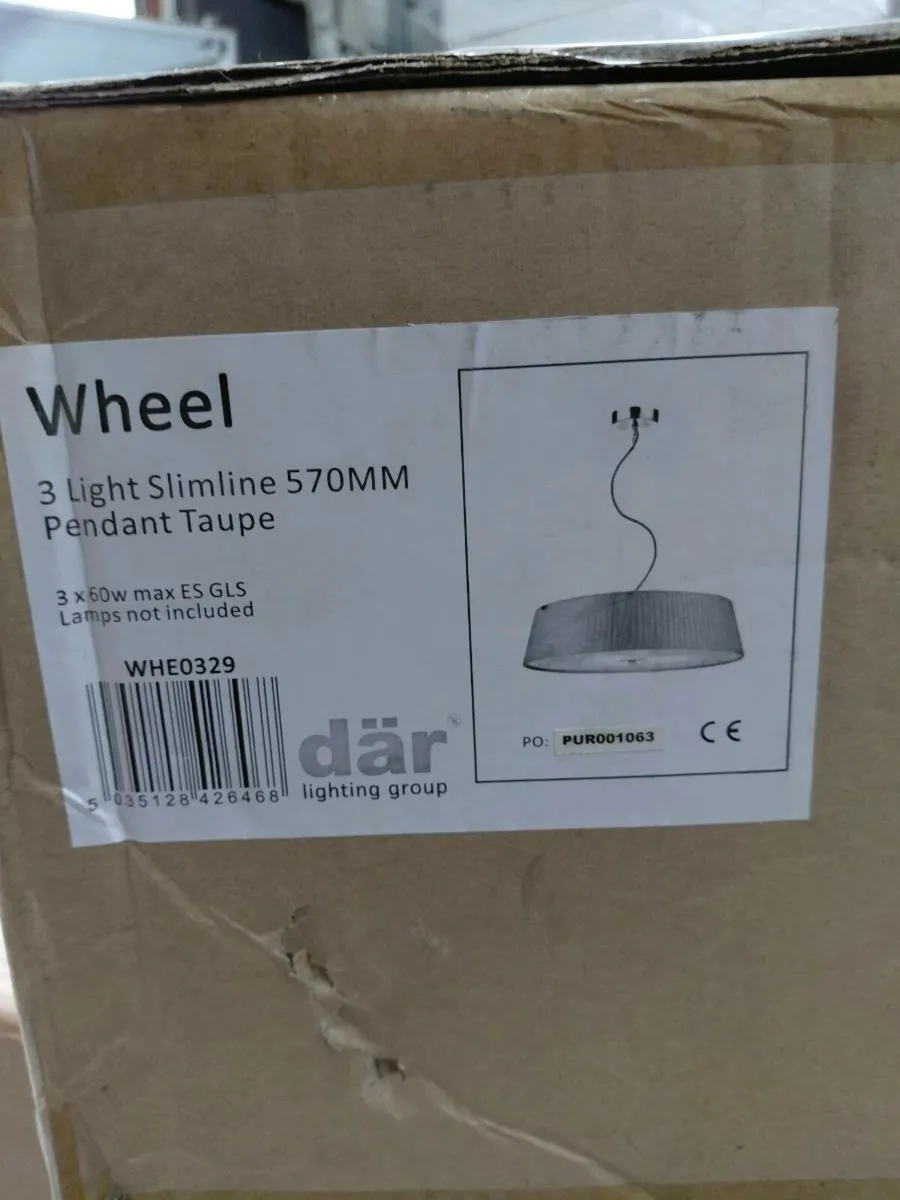 Wheel
3 Light Slimline 570MM
Pendant Taupe
3 x 60w max ES GLS
Lamps not included
WHE0329
5 035128 426468
där®
lighting group
PO: PUR001063 CE